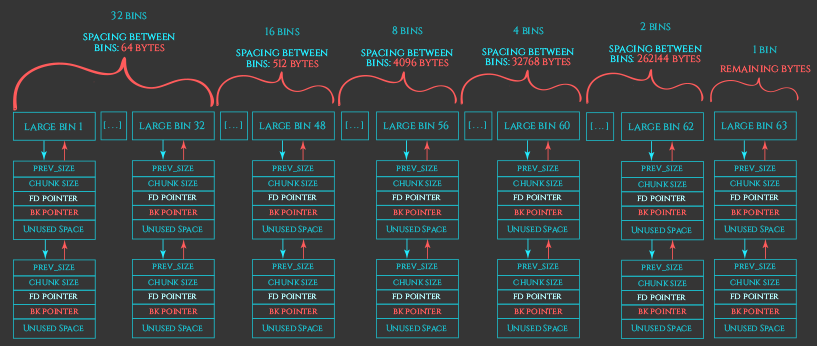 32 BINS
16 BINS
8 BINS
4 BINS
2 BINS
1 BIN
SPACING BETWEEN
BINS: 64 BYTES
SPACING BETWEEN
BINS: 512 BYTES
SPACING BETWEEN
BINS: 4096 BYTES
SPACING BETWEEN
BINS: 32768 BYTES
SPACING BETWEEN
BINS: 262144 BYTES
REMAINING BYTES
LARGE BIN 1 [...] LARGE BIN 32 [...] LARGE BIN 48 [...] LARGE BIN 56 [...] LARGE BIN 60 [...] LARGE BIN 62 LARGE BIN 63
PREV_SIZE PREV_SIZE PREV_SIZE PREV_SIZE PREV_SIZE PREV_SIZE PREV_SIZE
CHUNK SIZE CHUNK SIZE CHUNK SIZE CHUNK SIZE CHUNK SIZE CHUNK SIZE CHUNK SIZE
FD POINTER FD POINTER FD POINTER FD POINTER FD POINTER FD POINTER FD POINTER
BK POINTER BK POINTER BK POINTER BK POINTER BK POINTER BK POINTER BK POINTER
UNUSED SPACE UNUSED SPACE UNUSED SPACE UNUSED SPACE UNUSED SPACE UNUSED SPACE UNUSED SPACE
PREV_SIZE PREV_SIZE PREV_SIZE PREV_SIZE PREV_SIZE PREV_SIZE PREV_SIZE
CHUNK SIZE CHUNK SIZE CHUNK SIZE CHUNK SIZE CHUNK SIZE CHUNK SIZE CHUNK SIZE
FD POINTER FD POINTER FD POINTER FD POINTER FD POINTER FD POINTER FD POINTER
BK POINTER BK POINTER BK POINTER BK POINTER BK POINTER BK POINTER BK POINTER
UNUSED SPACE UNUSED SPACE UNUSED SPACE UNUSED SPACE UNUSED SPACE UNUSED SPACE UNUSED SPACE